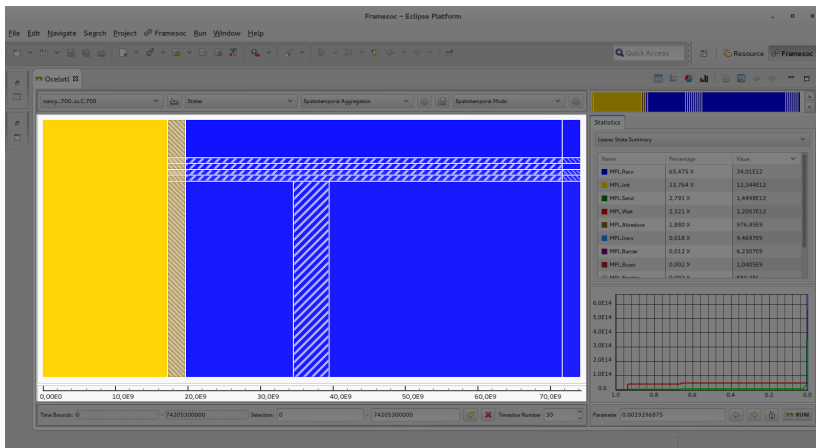 Framesoc – Eclipse Platform
File Edit Navigate Search Project Framesoc Run Window Help
Quick Access
Resource
Framesoc
Ocelotl
nancy_700_lu.C.700
States
Spatiotemporal Aggregation
Spatiotemporal Mode
0,00E0 10,0E9 20,0E9 30,0E9 40,0E9 50,0E9 60,0E9 70,0E9
Time Bounds: 0 - 74205300000 Selection: 0 - 74205300000 Timeslice Number 30
Statistics
Leaves State Summary
Name Percentage Value
MPI_Recv 65,475 % 34,01E12
MPI_Init 23,764 % 12,344E12
MPI_Send 2,791 % 1,4498E12
MPI_Wait 2,321 % 1,2057E12
MPI_Allreduce 1,880 % 976,45E9
MPI_Irecv 0,018 % 9,4697E9
MPI_Barrier 0,012 % 6,2307E9
MPI_Bcast 0,002 % 1,0405E9
6.0E14
5.0E14
4.0E14
3.0E14
2.0E14
1.0E14
0.0
1.0 0.8 0.6 0.4 0.2 0.0
Parameter 0.0029296875
RUN!